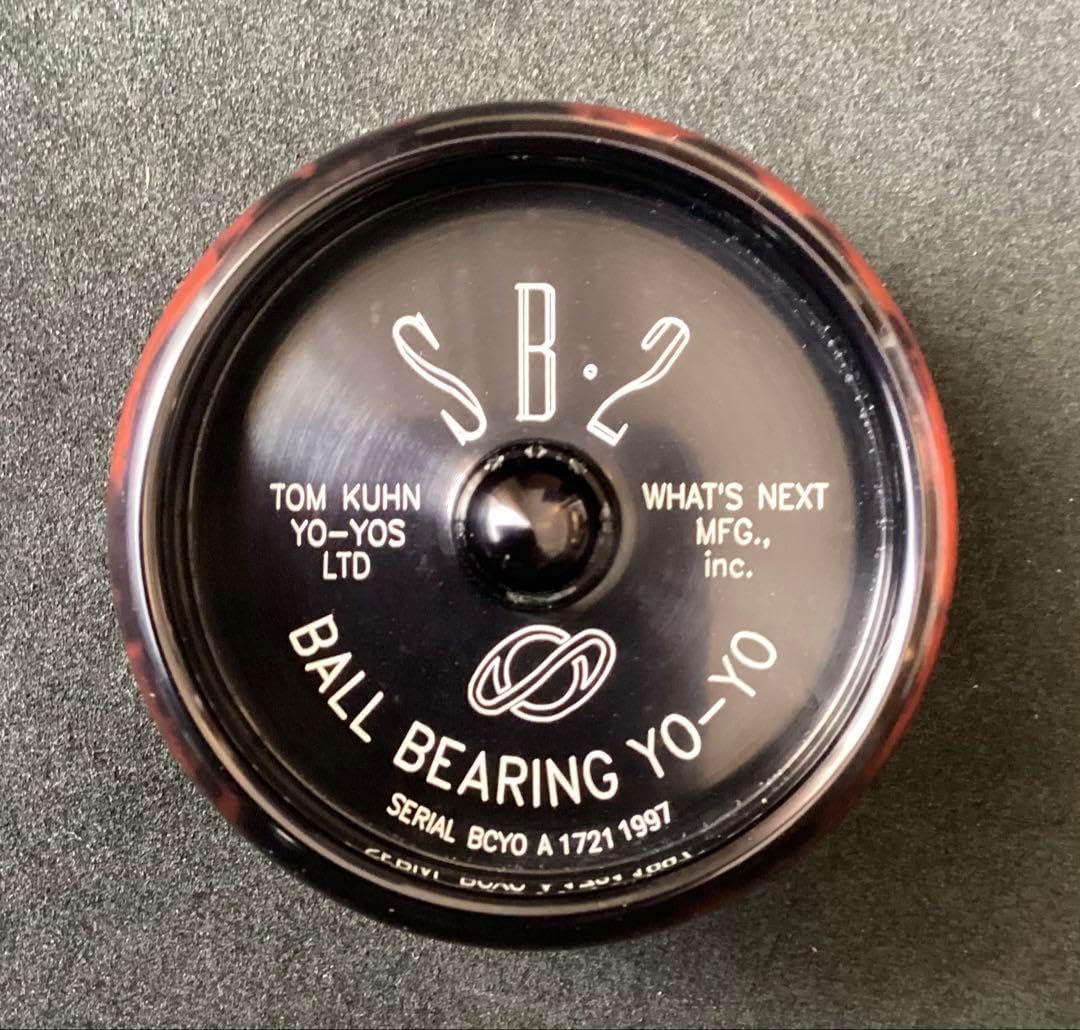 SB·2
TOM KUHN
YO-YOS
LTD
WHAT'S NEXT
MFG.,
inc.
BALL BEARING YO-YO
SERIAL BCYO A 1721 1997